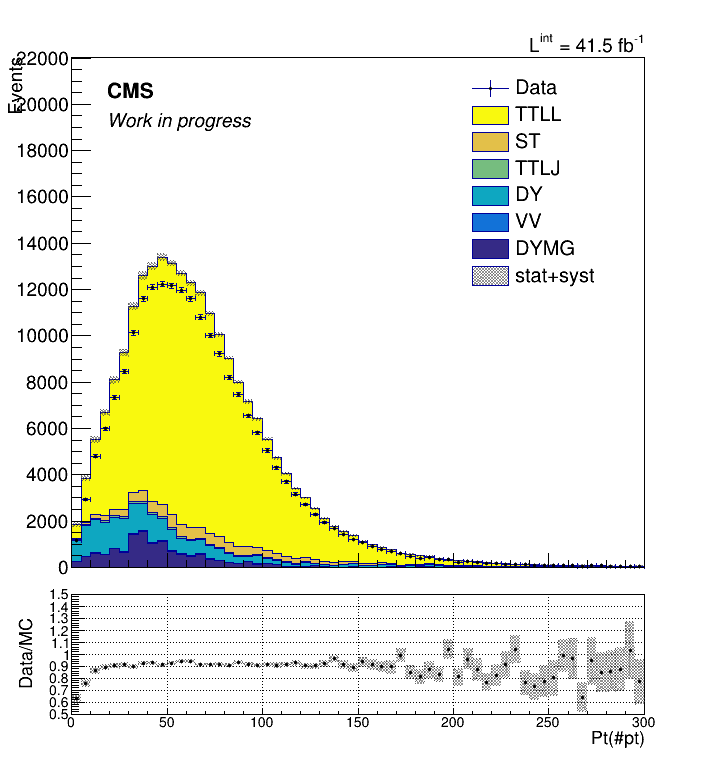 L^int = 41.5 fb^-1
Events
22000
20000
18000
16000
14000
12000
10000
8000
6000
4000
2000
0
CMS
Work in progress
Data
TTLL
ST
TTLJ
DY
VV
DYMG
stat+syst
Data/MC
1.5
1.4
1.3
1.2
1.1
1
0.9
0.8
0.7
0.6
0.5
0 50 100 150 200 250 300
Pt(#pt)